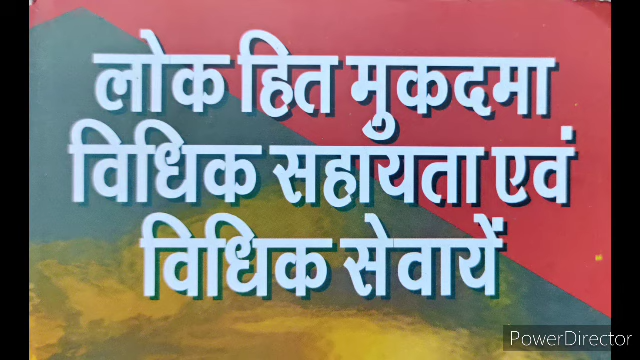 लोक हित मुकदमा
विधिक सहायता एवं
विधिक सेवायें
PowerDirector